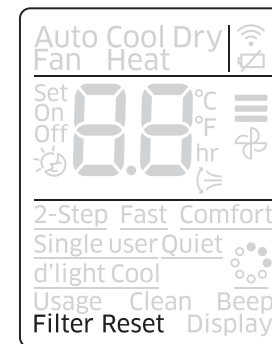 Auto Cool Dry
Fan Heat
Set
On
Off
88
°C
°F
hr
2-Step Fast Comfort
Single user Quiet
d'light Cool
Usage Clean Beep
Filter Reset Display